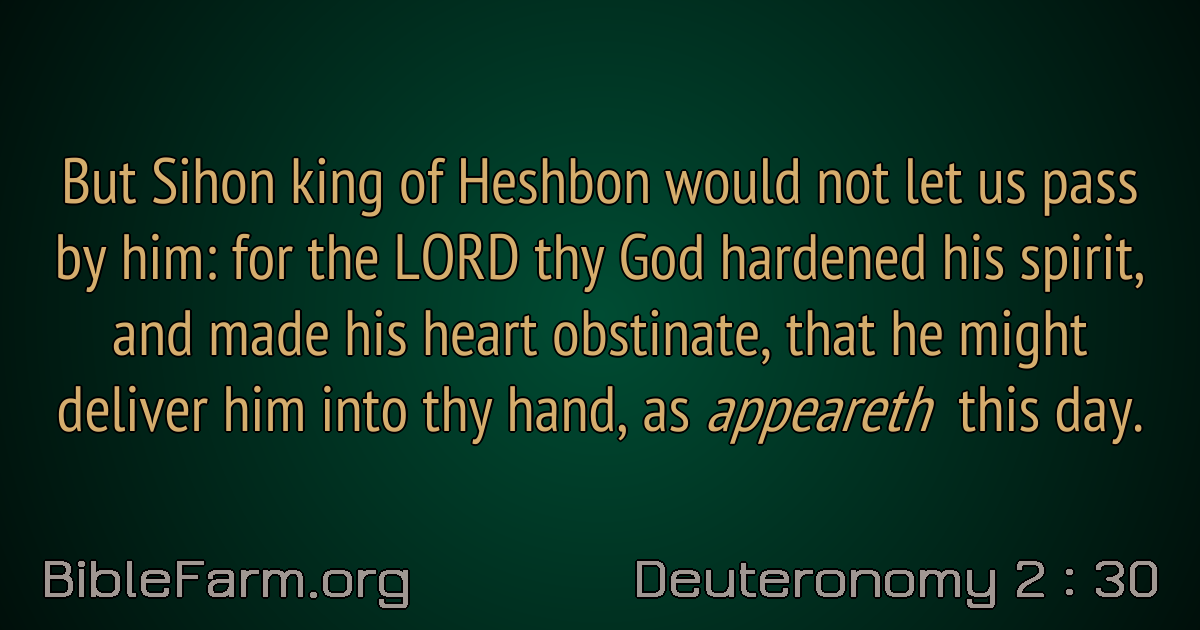 But Sihon king of Heshbon would not let us pass
by him: for the LORD thy God hardened his spirit,
and made his heart obstinate, that he might
deliver him into thy hand, as appeareth this day.
BibleFarm.org
Deuteronomy 2 : 30